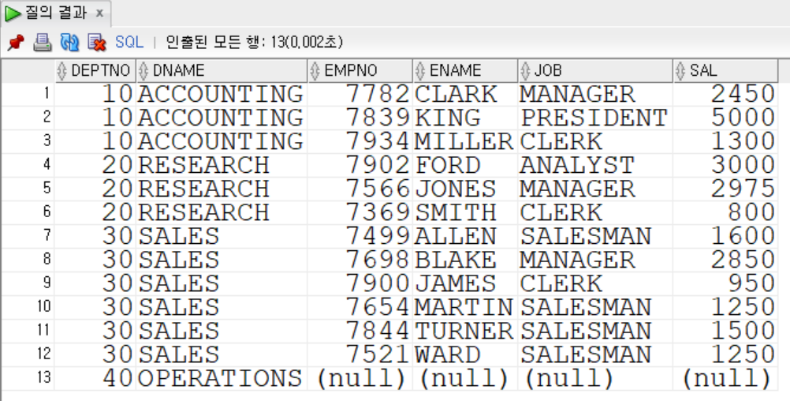 질의 결과 x
SQL | 인출된 모든 행: 13(0,002초)
DEPTNO DNAME EMPNO ENAME JOB SAL
1 10 ACCOUNTING 7782 CLARK MANAGER 2450
2 10 ACCOUNTING 7839 KING PRESIDENT 5000
3 10 ACCOUNTING 7934 MILLER CLERK 1300
4 20 RESEARCH 7902 FORD ANALYST 3000
5 20 RESEARCH 7566 JONES MANAGER 2975
6 20 RESEARCH 7369 SMITH CLERK 800
7 30 SALES 7499 ALLEN SALESMAN 1600
8 30 SALES 7698 BLAKE MANAGER 2850
9 30 SALES 7900 JAMES CLERK 950
10 30 SALES 7654 MARTIN SALESMAN 1250
11 30 SALES 7844 TURNER SALESMAN 1500
12 30 SALES 7521 WARD SALESMAN 1250
13 40 OPERATIONS (null) (null) (null) (null)